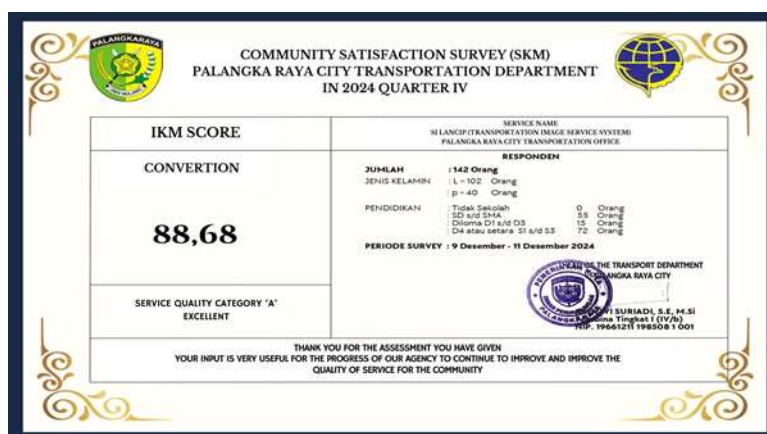 PALANGKARAYA
COMMUNITY SATISFACTION SURVEY (SKM)
PALANGKA RAYA CITY TRANSPORTATION DEPARTMENT
IN 2024 QUARTER IV
IKM SCORE
SERVICE NAME
SI LANCIP (TRANSPORTATION IMAGE SERVICE SYSTEM)
PALANGKA RAYA CITY TRANSPORTATION OFFICE
CONVERTION
88,68
SERVICE QUALITY CATEGORY "A"
EXCELLENT
RESPONDEN
JUMLAH : 142 Orang
JENIS KELAMIN : L - 102 Orang
: p - 40 Orang
PENDIDIKAN : Tidak Sekolah 0 Orang
: SD s/d SMA 55 Orang
: Diloma D1 s/d D3 15 Orang
: D4 atau setara S1 s/d S3 72 Orang
PERIODE SURVEY : 9 Desember - 11 Desember 2024
OF THE TRANSPORT DEPARTMENT
RAYA CITY
SURIADI, S.E, M.Si
Tingkat I (IV/b)
NIP. 19661211 198508 1 001
THANK YOU FOR THE ASSESSMENT YOU HAVE GIVEN
YOUR INPUT IS VERY USEFUL FOR THE PROGRESS OF OUR AGENCY TO CONTINUE TO IMPROVE AND IMPROVE THE
QUALITY OF SERVICE FOR THE COMMUNITY